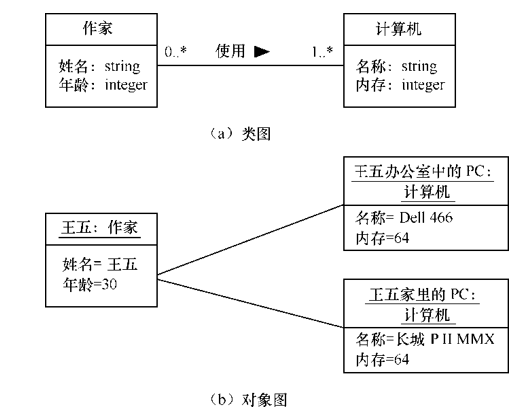 作家
姓名：string
年龄：integer
0..*
使用 ▶
1..*
计算机
名称：string
内存：integer
（a）类图
王五：作家
姓名= 王五
年龄=30
王五办公室中的 PC：
计算机
名称= Dell 466
内存=64
王五家里的 PC：
计算机
名称=长城 P II MMX
内存=64
（b）对象图